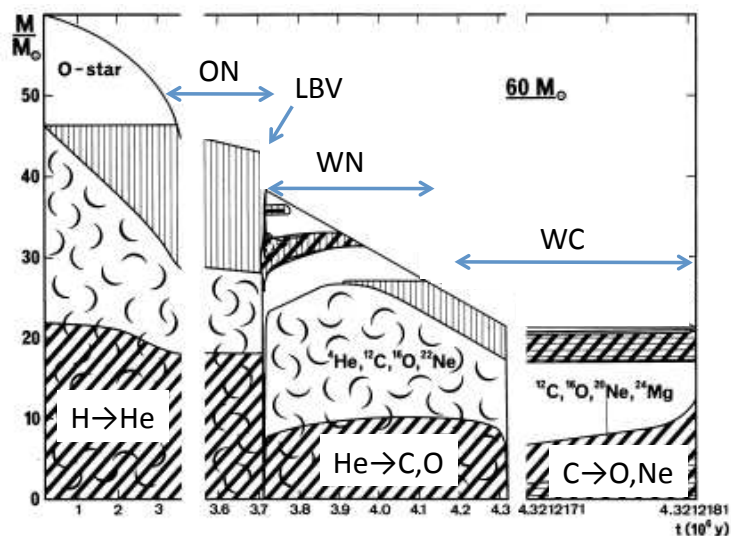 M
M☉
O-star
ON
LBV
60 M☉
50
40
WN
30
WC
20
⁴He,¹²C,¹⁶O,²²Ne
¹²C,¹⁶O,²⁰Ne,²⁴Mg
10
H→He
He→C,O
C→O,Ne
0
1 2 3 3.6 3.7 3.8 3.9 4.0 4.1 4.2 4.3 4.3212171 4.3212181
t(10⁶ y)